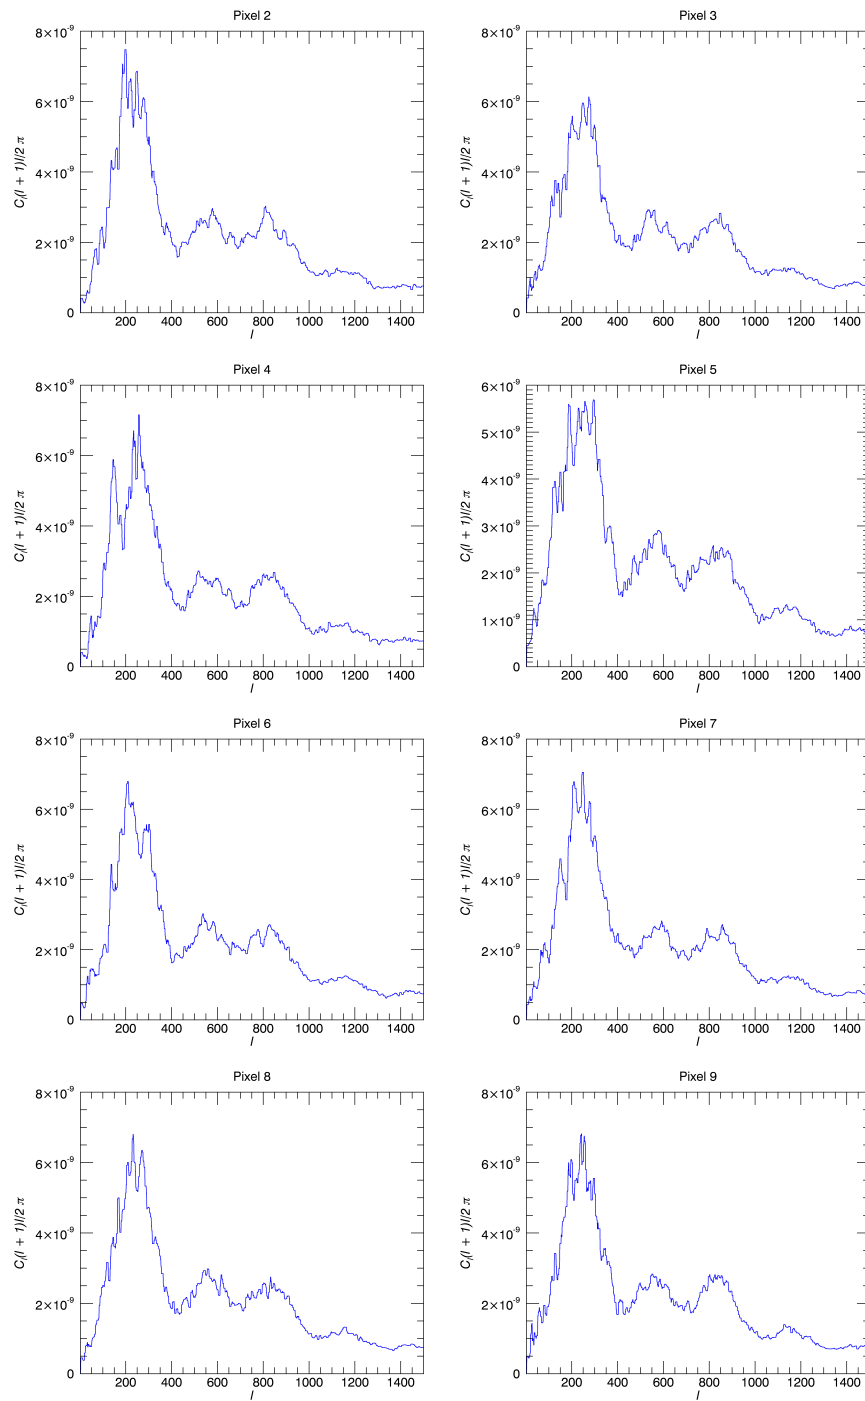 Pixel 2
8×10⁻⁹
6×10⁻⁹
4×10⁻⁹
2×10⁻⁹
0
C_l(l + 1)l/2 π
200 400 600 800 1000 1200 1400
l
Pixel 3
8×10⁻⁹
6×10⁻⁹
4×10⁻⁹
2×10⁻⁹
0
C_l(l + 1)l/2 π
200 400 600 800 1000 1200 1400
l
Pixel 4
8×10⁻⁹
6×10⁻⁹
4×10⁻⁹
2×10⁻⁹
0
C_l(l + 1)l/2 π
200 400 600 800 1000 1200 1400
l
Pixel 5
6×10⁻⁹
5×10⁻⁹
4×10⁻⁹
3×10⁻⁹
2×10⁻⁹
1×10⁻⁹
0
C_l(l + 1)l/2 π
200 400 600 800 1000 1200 1400
l
Pixel 6
8×10⁻⁹
6×10⁻⁹
4×10⁻⁹
2×10⁻⁹
0
C_l(l + 1)l/2 π
200 400 600 800 1000 1200 1400
l
Pixel 7
8×10⁻⁹
6×10⁻⁹
4×10⁻⁹
2×10⁻⁹
0
C_l(l + 1)l/2 π
200 400 600 800 1000 1200 1400
l
Pixel 8
8×10⁻⁹
6×10⁻⁹
4×10⁻⁹
2×10⁻⁹
0
C_l(l + 1)l/2 π
200 400 600 800 1000 1200 1400
l
Pixel 9
8×10⁻⁹
6×10⁻⁹
4×10⁻⁹
2×10⁻⁹
0
C_l(l + 1)l/2 π
200 400 600 800 1000 1200 1400
l